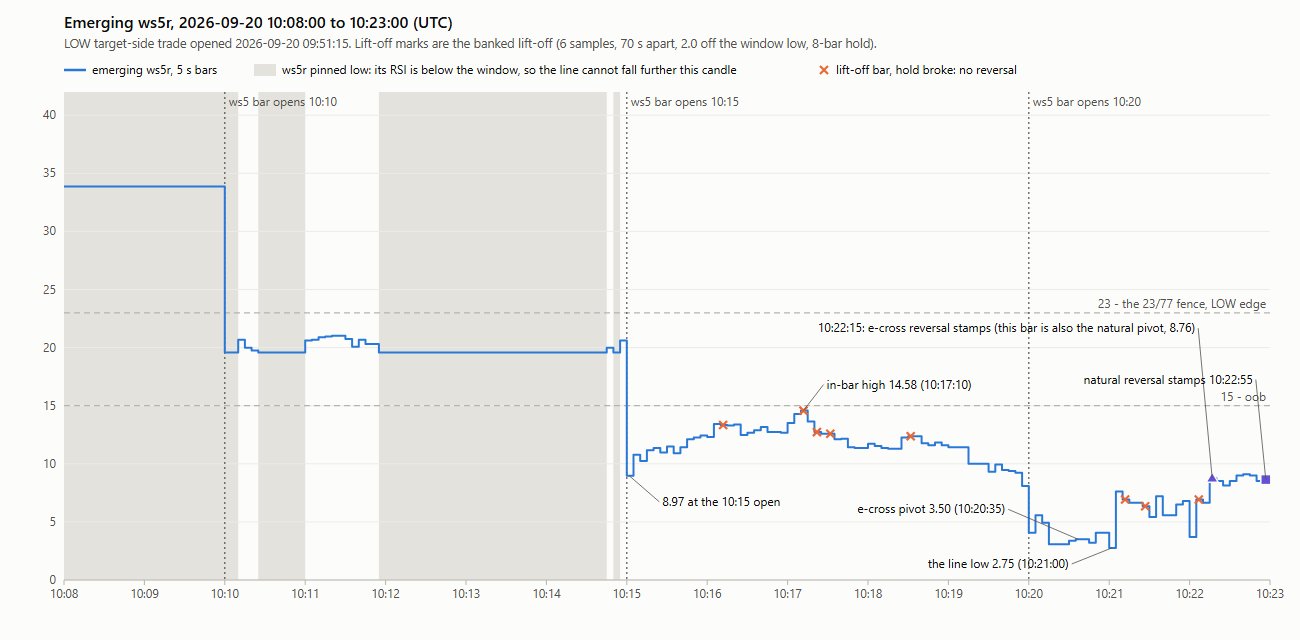 Emerging ws5r, 2026-09-20 10:08:00 to 10:23:00 (UTC)
LOW target-side trade opened 2026-09-20 09:51:15. Lift-off marks are the banked lift-off (6 samples, 70 s apart, 2.0 off the window low, 8-bar hold).
emerging ws5r, 5 s bars
ws5r pinned low: its RSI is below the window, so the line cannot fall further this candle
lift-off bar, hold broke: no reversal
ws5 bar opens 10:10
ws5 bar opens 10:15
ws5 bar opens 10:20
40
35
30
25
23 - the 23/77 fence, LOW edge
10:22:15: e-cross reversal stamps (this bar is also the natural pivot, 8.76)
20
natural reversal stamps 10:22:55
in-bar high 14.58 (10:17:10)
15 - oob
15
10
8.97 at the 10:15 open
e-cross pivot 3.50 (10:20:35)
5
the line low 2.75 (10:21:00)
0
10:08 10:09 10:10 10:11 10:12 10:13 10:14 10:15 10:16 10:17 10:18 10:19 10:20 10:21 10:22 10:23